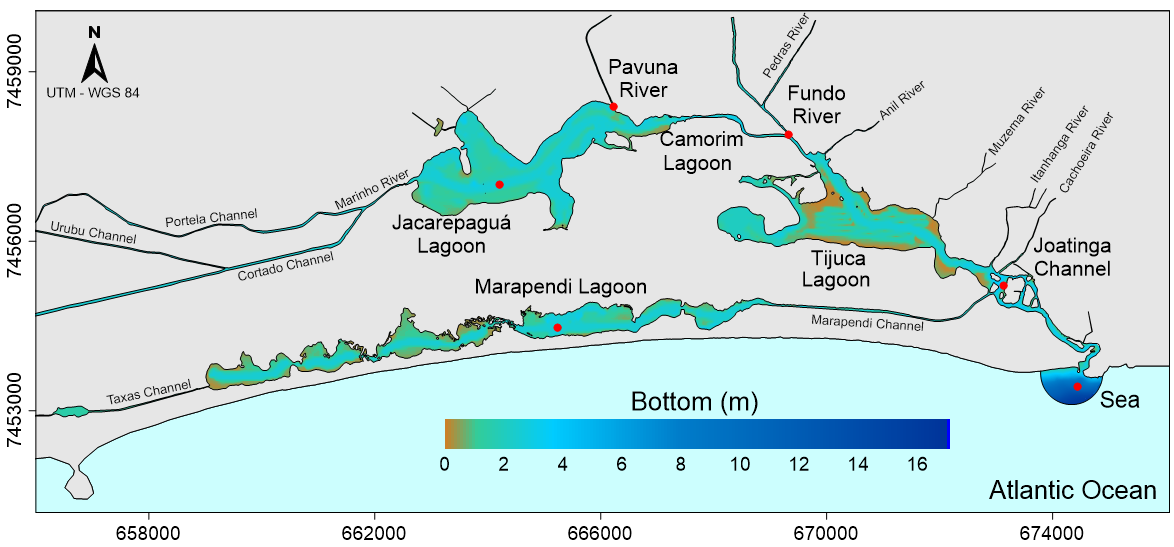 N
UTM - WGS 84
7459000
7456000
7453000
Pavuna
River
Pedras River
Fundo
River
Anil River
Camorim
Lagoon
Muzema River
Itanhanga River
Cachoeira River
Marinho River
Portela Channel
Urubu Channel
Cortado Channel
Jacarepaguá
Lagoon
Tijuca
Lagoon
Joatinga
Channel
Marapendi Lagoon
Marapendi Channel
Taxas Channel
Sea
Bottom (m)
0 2 4 6 8 10 12 14 16
Atlantic Ocean
658000 662000 666000 670000 674000